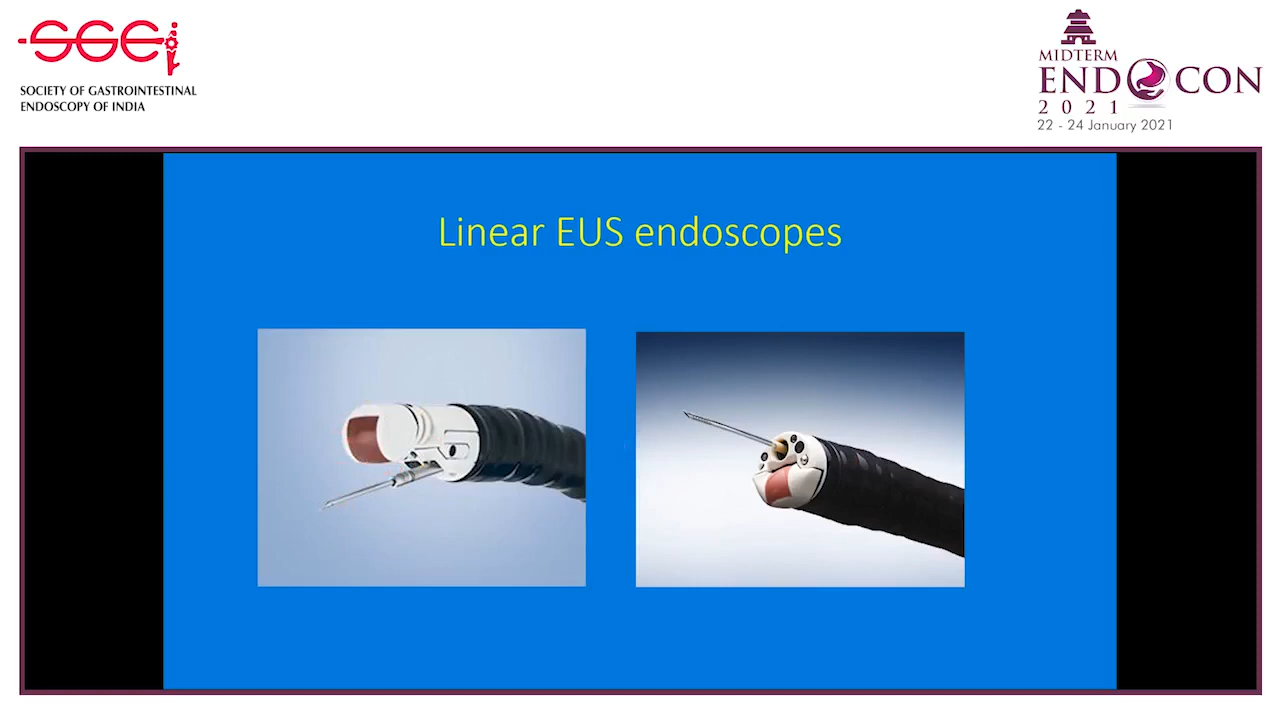 SGEI
SOCIETY OF GASTROINTESTINAL
ENDOSCOPY OF INDIA
MIDTERM
ENDOCON
2021
22 - 24 January 2021
Linear EUS endoscopes